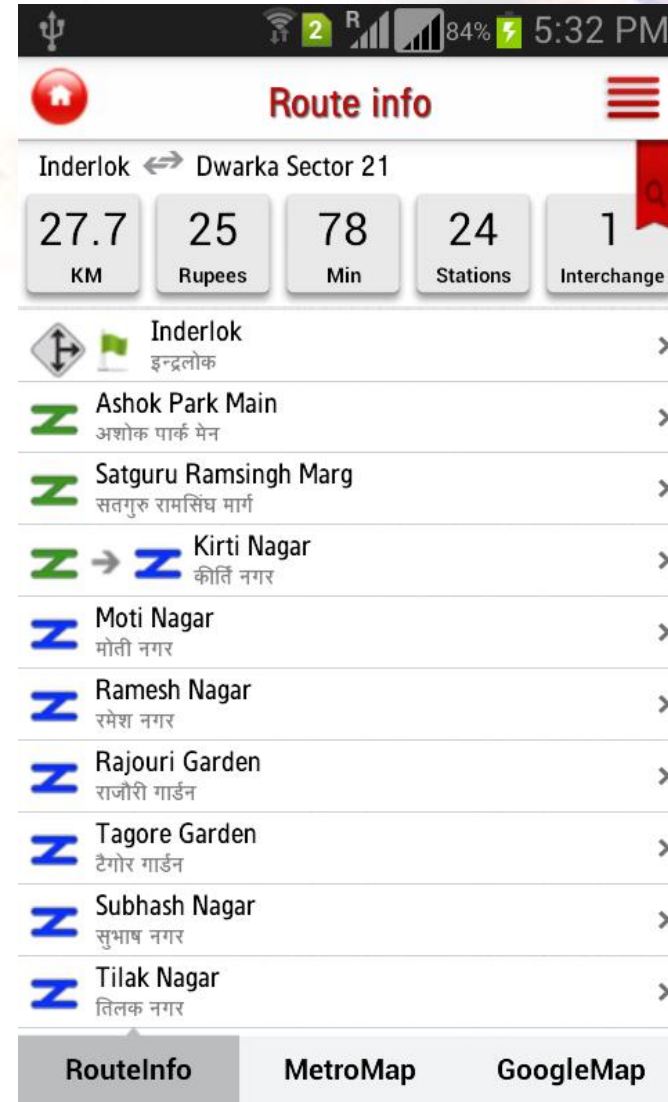 2 R 84% 5:32 PM
Route info
Inderlok Dwarka Sector 21
27.7 25 78 24 1
KM Rupees Min Stations Interchange
Inderlok
इन्द्रलोक
Ashok Park Main
अशोक पार्क मेन
Satguru Ramsingh Marg
सतगुरु रामसिंघ मार्ग
Kirti Nagar
कीर्ति नगर
Moti Nagar
मोती नगर
Ramesh Nagar
रमेश नगर
Rajouri Garden
राजौरी गार्डन
Tagore Garden
टैगोर गार्डन
Subhash Nagar
सुभाष नगर
Tilak Nagar
तिलक नगर
RouteInfo MetroMap GoogleMap